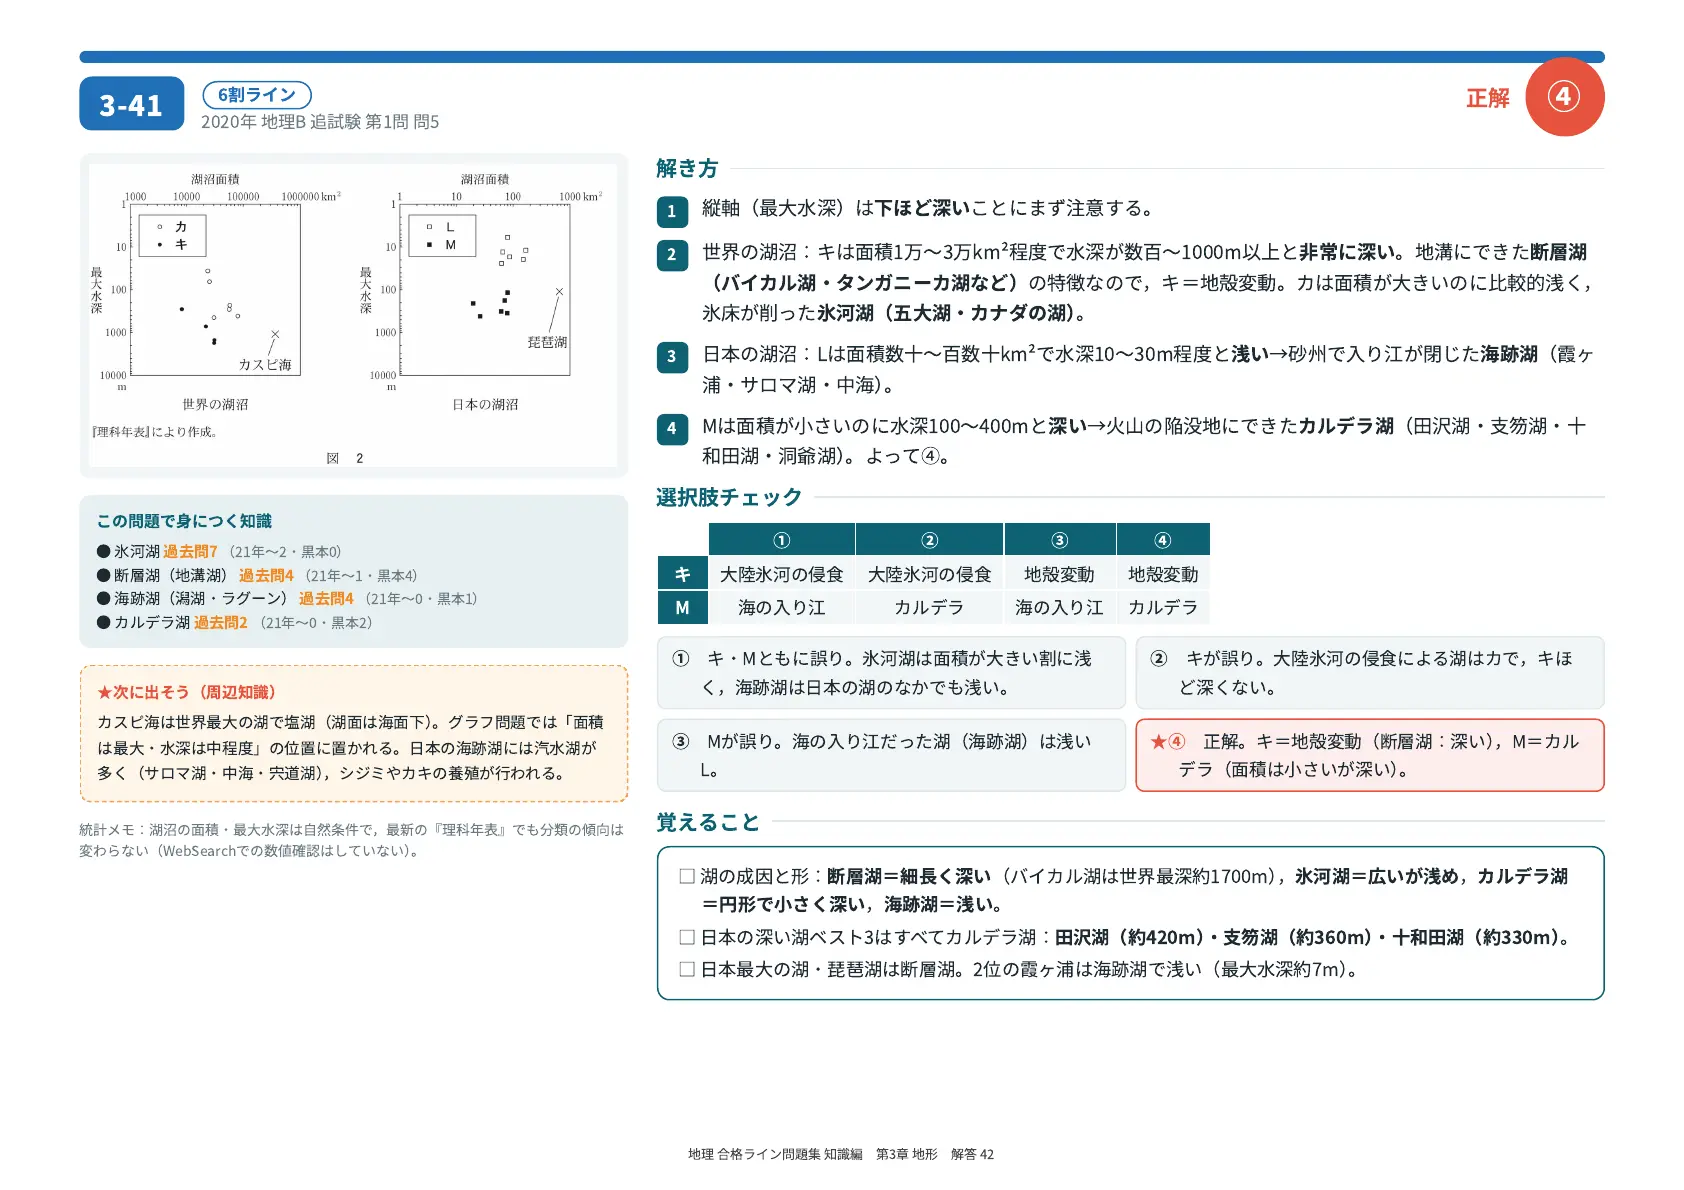 3-41
6割ライン
2020年 地理B 追試験 第1問 問5
正解 ④
湖沼面積
1000 10000 100000 1000000 km²
1
10
100
1000
10000
m
最大水深
カ
キ
カスピ海
世界の湖沼
湖沼面積
1 10 100 1000 km²
1
10
100
1000
10000
m
最大水深
L
M
琵琶湖
日本の湖沼
『理科年表』により作成。
図 2
この問題で身につく知識
●氷河湖 過去問7 （21年〜2・黒本0）
●断層湖（地溝湖） 過去問4 （21年〜1・黒本4）
●海跡湖（潟湖・ラグーン） 過去問4 （21年〜0・黒本1）
●カルデラ湖 過去問2 （21年〜0・黒本2）
★次に出そう（周辺知識）
カスピ海は世界最大の湖で塩湖（湖面は海面下）。グラフ問題では「面積
は最大・水深は中程度」の位置に置かれる。日本の海跡湖には汽水湖が
多く（サロマ湖・中海・宍道湖），シジミやカキの養殖が行われる。
統計メモ：湖沼の面積・最大水深は自然条件で，最新の『理科年表』でも分類の傾向は
変わらない（WebSearchでの数値確認はしていない）。
解き方
1 縦軸（最大水深）は下ほど深いことにまず注意する。
2 世界の湖沼：キは面積1万〜3万km²程度で水深が数百〜1000m以上と非常に深い。地溝にできた断層湖
（バイカル湖・タンガニーカ湖など）の特徴なので，キ＝地殻変動。カは面積が大きいのに比較的浅く，
氷床が削った氷河湖（五大湖・カナダの湖）。
3 日本の湖沼：Lは面積数十〜百数十km²で水深10〜30m程度と浅い→砂州で入り江が閉じた海跡湖（霞ヶ
浦・サロマ湖・中海）。
4 Mは面積が小さいのに水深100〜400mと深い→火山の陥没地にできたカルデラ湖（田沢湖・支笏湖・十
和田湖・洞爺湖）。よって④。
選択肢チェック
① ② ③ ④
キ 大陸氷河の侵食 大陸氷河の侵食 地殻変動 地殻変動
M 海の入り江 カルデラ 海の入り江 カルデラ
① キ・Mともに誤り。氷河湖は面積が大きい割に浅
く，海跡湖は日本の湖のなかでも浅い。
② キが誤り。大陸氷河の侵食による湖はカで，キほ
ど深くない。
③ Mが誤り。海の入り江だった湖（海跡湖）は浅い
L。
★④ 正解。キ＝地殻変動（断層湖：深い），M＝カル
デラ（面積は小さいが深い）。
覚えること
□ 湖の成因と形：断層湖＝細長く深い（バイカル湖は世界最深約1700m），氷河湖＝広いが浅め，カルデラ湖
＝円形で小さく深い，海跡湖＝浅い。
□ 日本の深い湖ベスト3はすべてカルデラ湖：田沢湖（約420m）・支笏湖（約360m）・十和田湖（約330m）。
□ 日本最大の湖・琵琶湖は断層湖。2位の霞ヶ浦は海跡湖で浅い（最大水深約7m）。
地理 合格ライン問題集 知識編 第3章 地形 解答 42